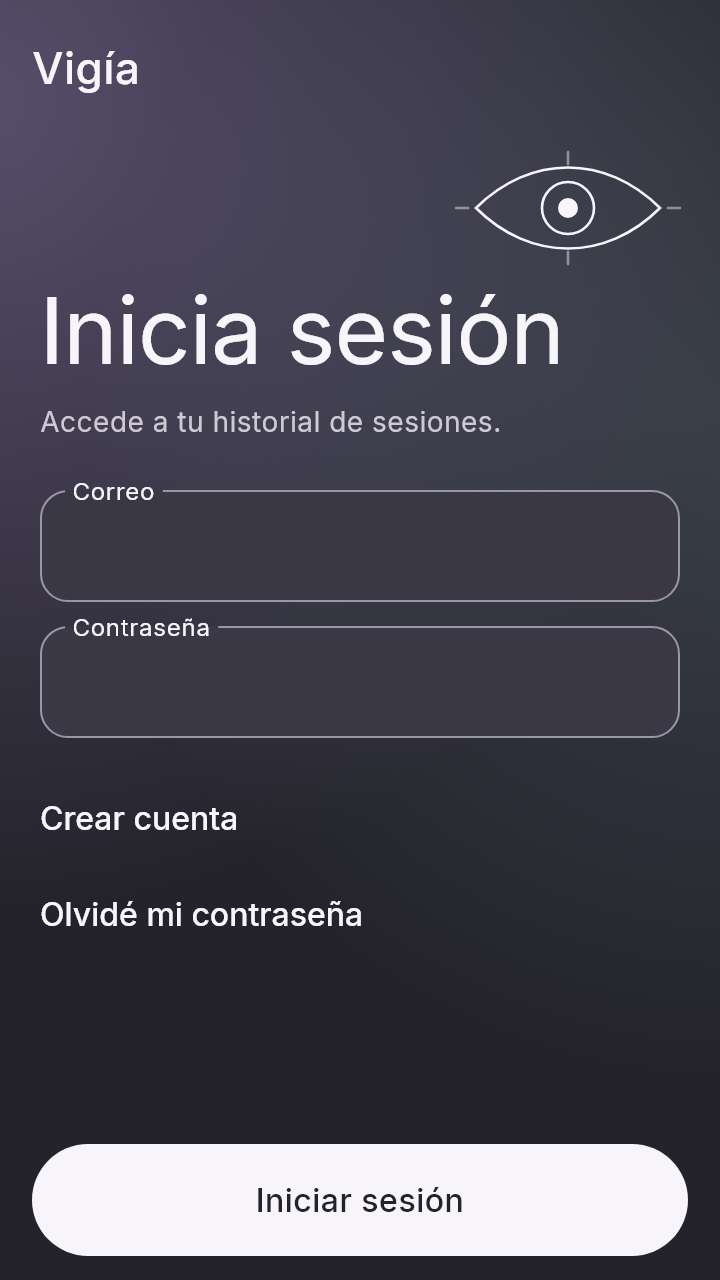 Vigía
Inicia sesión
Accede a tu historial de sesiones.
Correo
Contraseña
Crear cuenta
Olvidé mi contraseña
Iniciar sesión